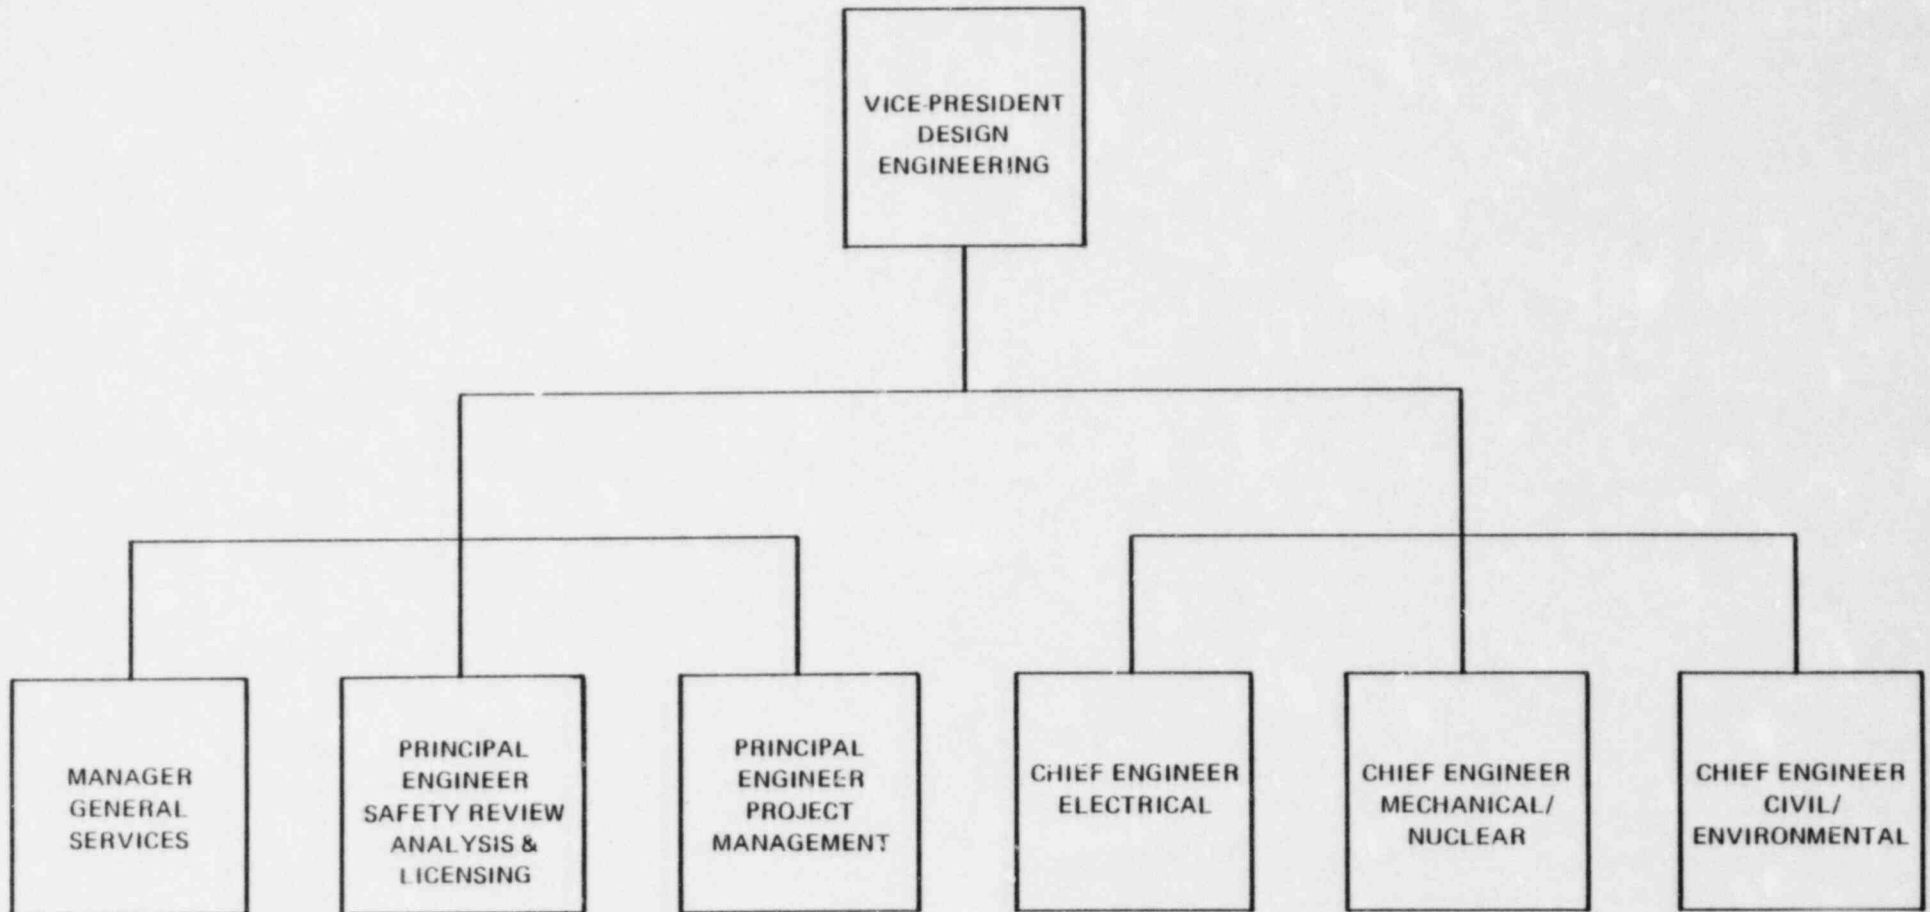 VICE-PRESIDENT
DESIGN
ENGINEERING
MANAGER
GENERAL
SERVICES
PRINCIPAL
ENGINEER
SAFETY REVIEW
ANALYSIS &
LICENSING
PRINCIPAL
ENGINEER
PROJECT
MANAGEMENT
CHIEF ENGINEER
ELECTRICAL
CHIEF ENGINEER
MECHANICAL/
NUCLEAR
CHIEF ENGINEER
CIVIL/
ENVIRONMENTAL